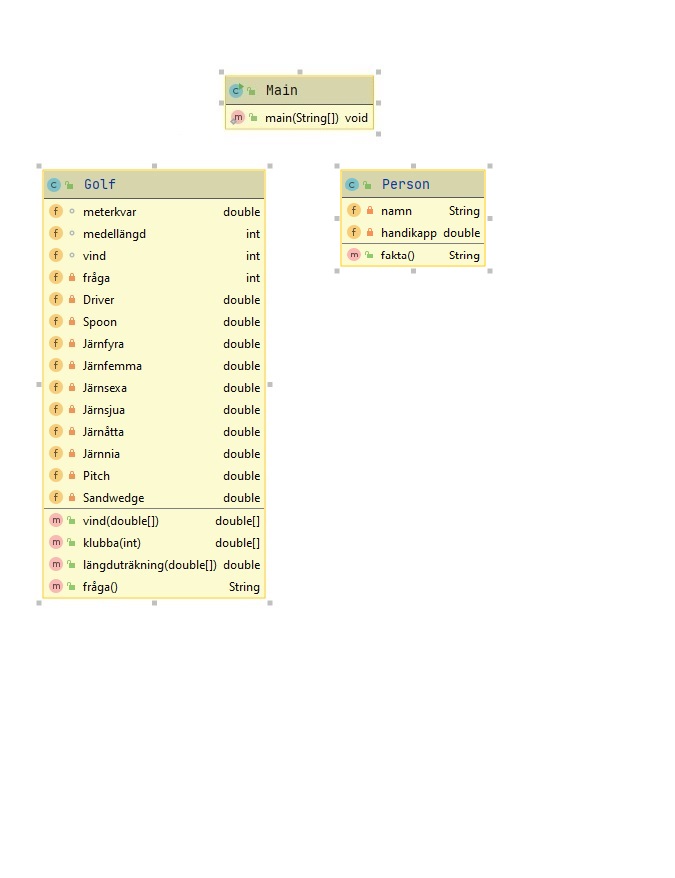 Main
main(String[]) void
Golf
meterkvar double
medellängd int
vind int
fråga int
Driver double
Spoon double
Järnfyra double
Järnfemma double
Järnsexa double
Järnsjua double
Järnåtta double
Järnnia double
Pitch double
Sandwedge double
vind(double[]) double[]
klubba(int) double[]
längduträkning(double[]) double
fråga() String
Person
namn String
handikapp double
fakta() String